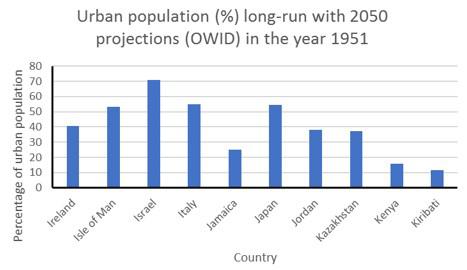 Urban population (%) long-run with 2050
projections (OWID) in the year 1951
Percentage of urban population
80
70
60
50
40
30
20
10
0
Ireland
Isle of Man
Israel
Italy
Jamaica
Japan
Jordan
Kazakhstan
Kenya
Kiribati
Country